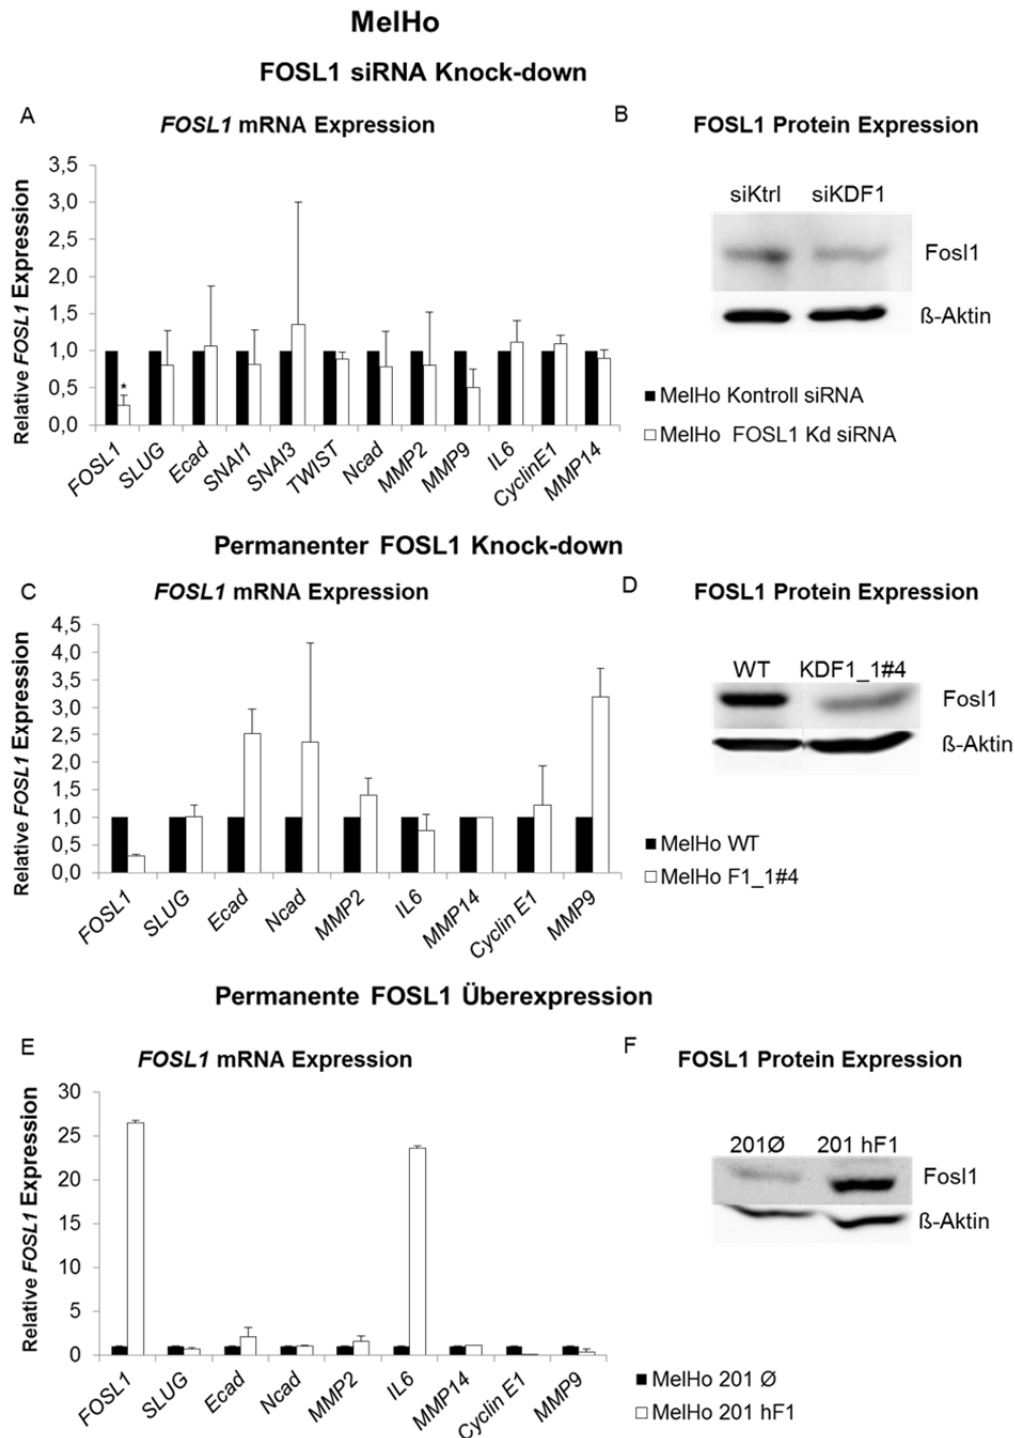 MelHo
FOSL1 siRNA Knock-down
A
FOSL1 mRNA Expression
Relative FOSL1 Expression
3,5
3,0
2,5
2,0
1,5
1,0
0,5
0,0
FOSL1
SLUG
Ecad
SNAI1
SNAI3
TWIST
Ncad
MMP2
MMP9
IL6
CyclinE1
MMP14
*
B
FOSL1 Protein Expression
siKtrl siKDF1
Fosl1
ß-Aktin
MelHo Kontroll siRNA
MelHo FOSL1 Kd siRNA
Permanenter FOSL1 Knock-down
C
FOSL1 mRNA Expression
Relative FOSL1 Expression
4,5
4,0
3,5
3,0
2,5
2,0
1,5
1,0
0,5
0,0
FOSL1
SLUG
Ecad
Ncad
MMP2
IL6
MMP14
Cyclin E1
MMP9
D
FOSL1 Protein Expression
WT KDF1_1#4
Fosl1
ß-Aktin
MelHo WT
MelHo F1_1#4
Permanente FOSL1 Überexpression
E
FOSL1 mRNA Expression
Relative FOSL1 Expression
30
25
20
15
10
5
0
FOSL1
SLUG
Ecad
Ncad
MMP2
IL6
MMP14
Cyclin E1
MMP9
F
FOSL1 Protein Expression
201Ø 201 hF1
Fosl1
ß-Aktin
MelHo 201 Ø
MelHo 201 hF1